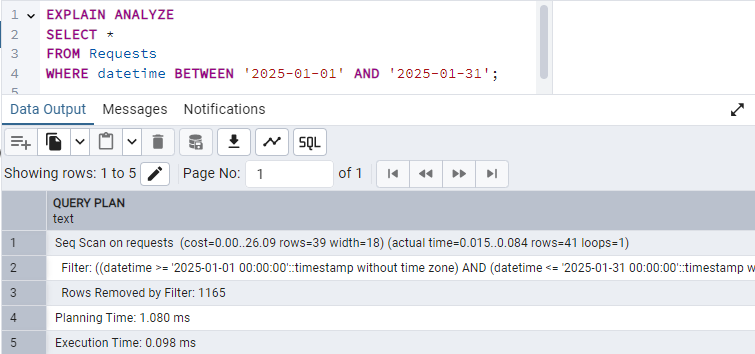 1 EXPLAIN ANALYZE
2 SELECT *
3 FROM Requests
4 WHERE datetime BETWEEN '2025-01-01' AND '2025-01-31';
5
Data Output Messages Notifications
SQL
Showing rows: 1 to 5 Page No: 1 of 1
QUERY PLAN
text
1 Seq Scan on requests (cost=0.00..26.09 rows=39 width=18) (actual time=0.015..0.084 rows=41 loops=1)
2 Filter: ((datetime >= '2025-01-01 00:00:00'::timestamp without time zone) AND (datetime <= '2025-01-31 00:00:00'::timestamp w
3 Rows Removed by Filter: 1165
4 Planning Time: 1.080 ms
5 Execution Time: 0.098 ms